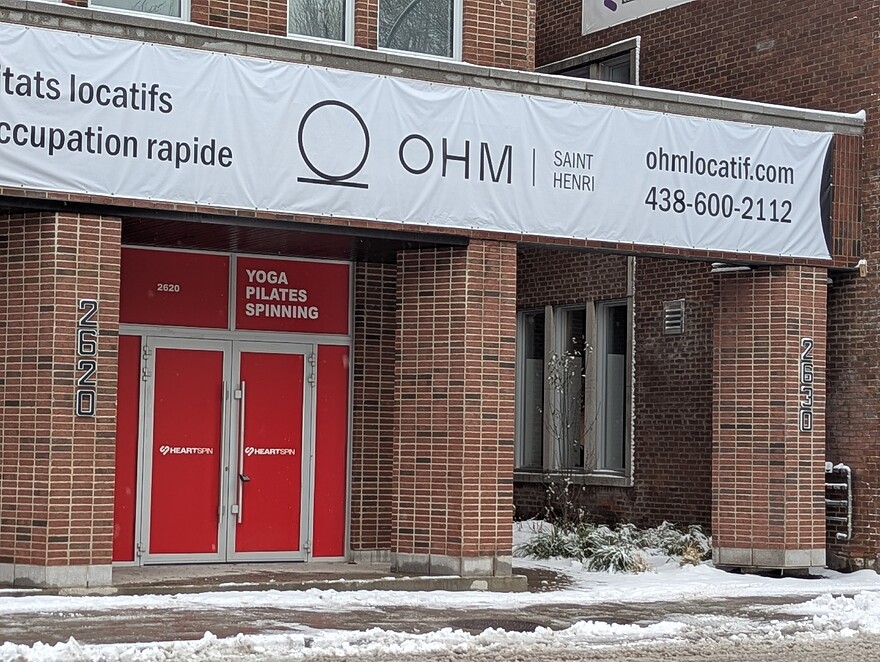 tats locatifs
ccupation rapide
OHM
SAINT
HENRI
ohmlocatif.com
438-600-2112
2620
YOGA
PILATES
SPINNING
2620
2630
HEARTSPIN
HEARTSPIN